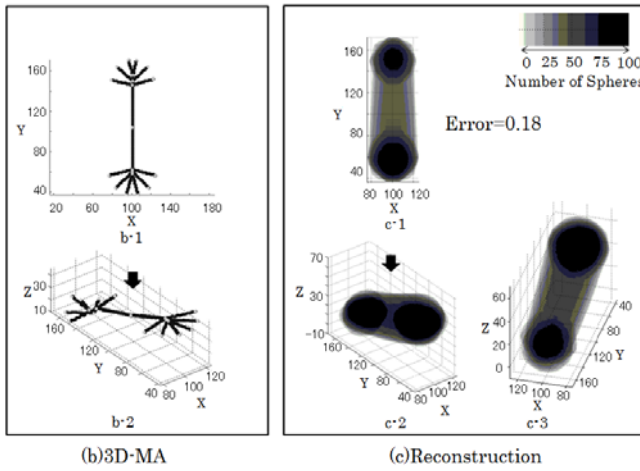 170
Y
120
80
40
20 60 100 140 180
X
b-1
Z
30
10
160
120
Y
80
40
80
100
120
X
b-2
(b)3D-MA
160
Y
120
80
40
80 100 120
X
c-1
Error=0.18
0 25 50 75 100
Number of Spheres
70
Z
30
-10
160
120
Y
80
40
80
100
120
X
c-2
60
40
Z
20
0
120
100
80
X
40
80
Y
120
160
c-3
(c)Reconstruction